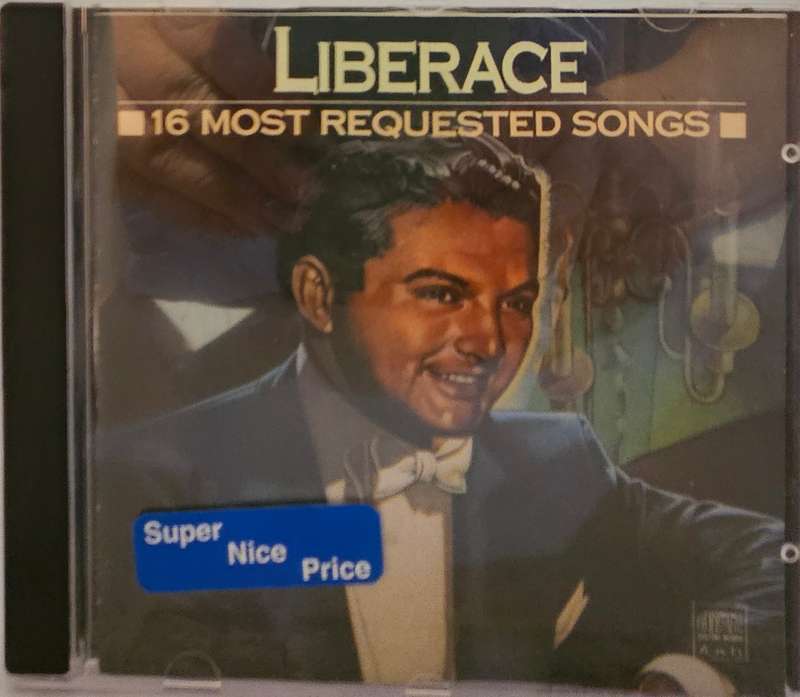 LIBERACE
16 MOST REQUESTED SONGS
Super
Nice
Price